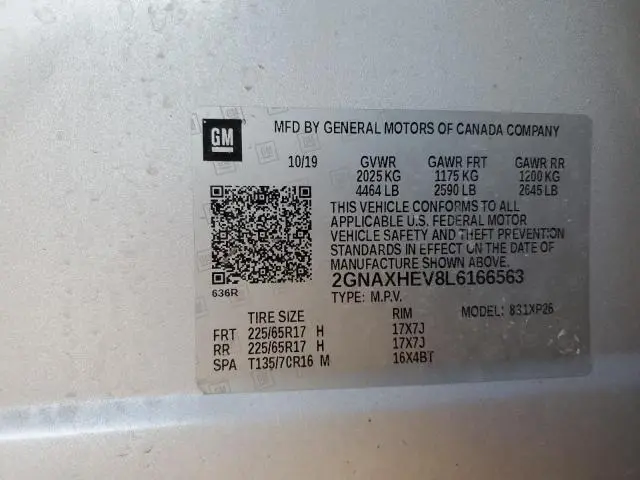 GM
MFD BY GENERAL MOTORS OF CANADA COMPANY
10/19 GVWR GAWR FRT GAWR RR
2025 KG 1175 KG 1200 KG
4464 LB 2590 LB 2645 LB
THIS VEHICLE CONFORMS TO ALL
APPLICABLE U.S. FEDERAL MOTOR
VEHICLE SAFETY AND THEFT PREVENTION
STANDARDS IN EFFECT ON THE DATE OF
MANUFACTURE SHOWN ABOVE.
2GNAXHEV8L6166563
636R
TYPE: M.P.V. MODEL: 831XP26
TIRE SIZE RIM
FRT 225/65R17 H 17X7J
RR 225/65R17 H 17X7J
SPA T135/70R16 M 16X4BT